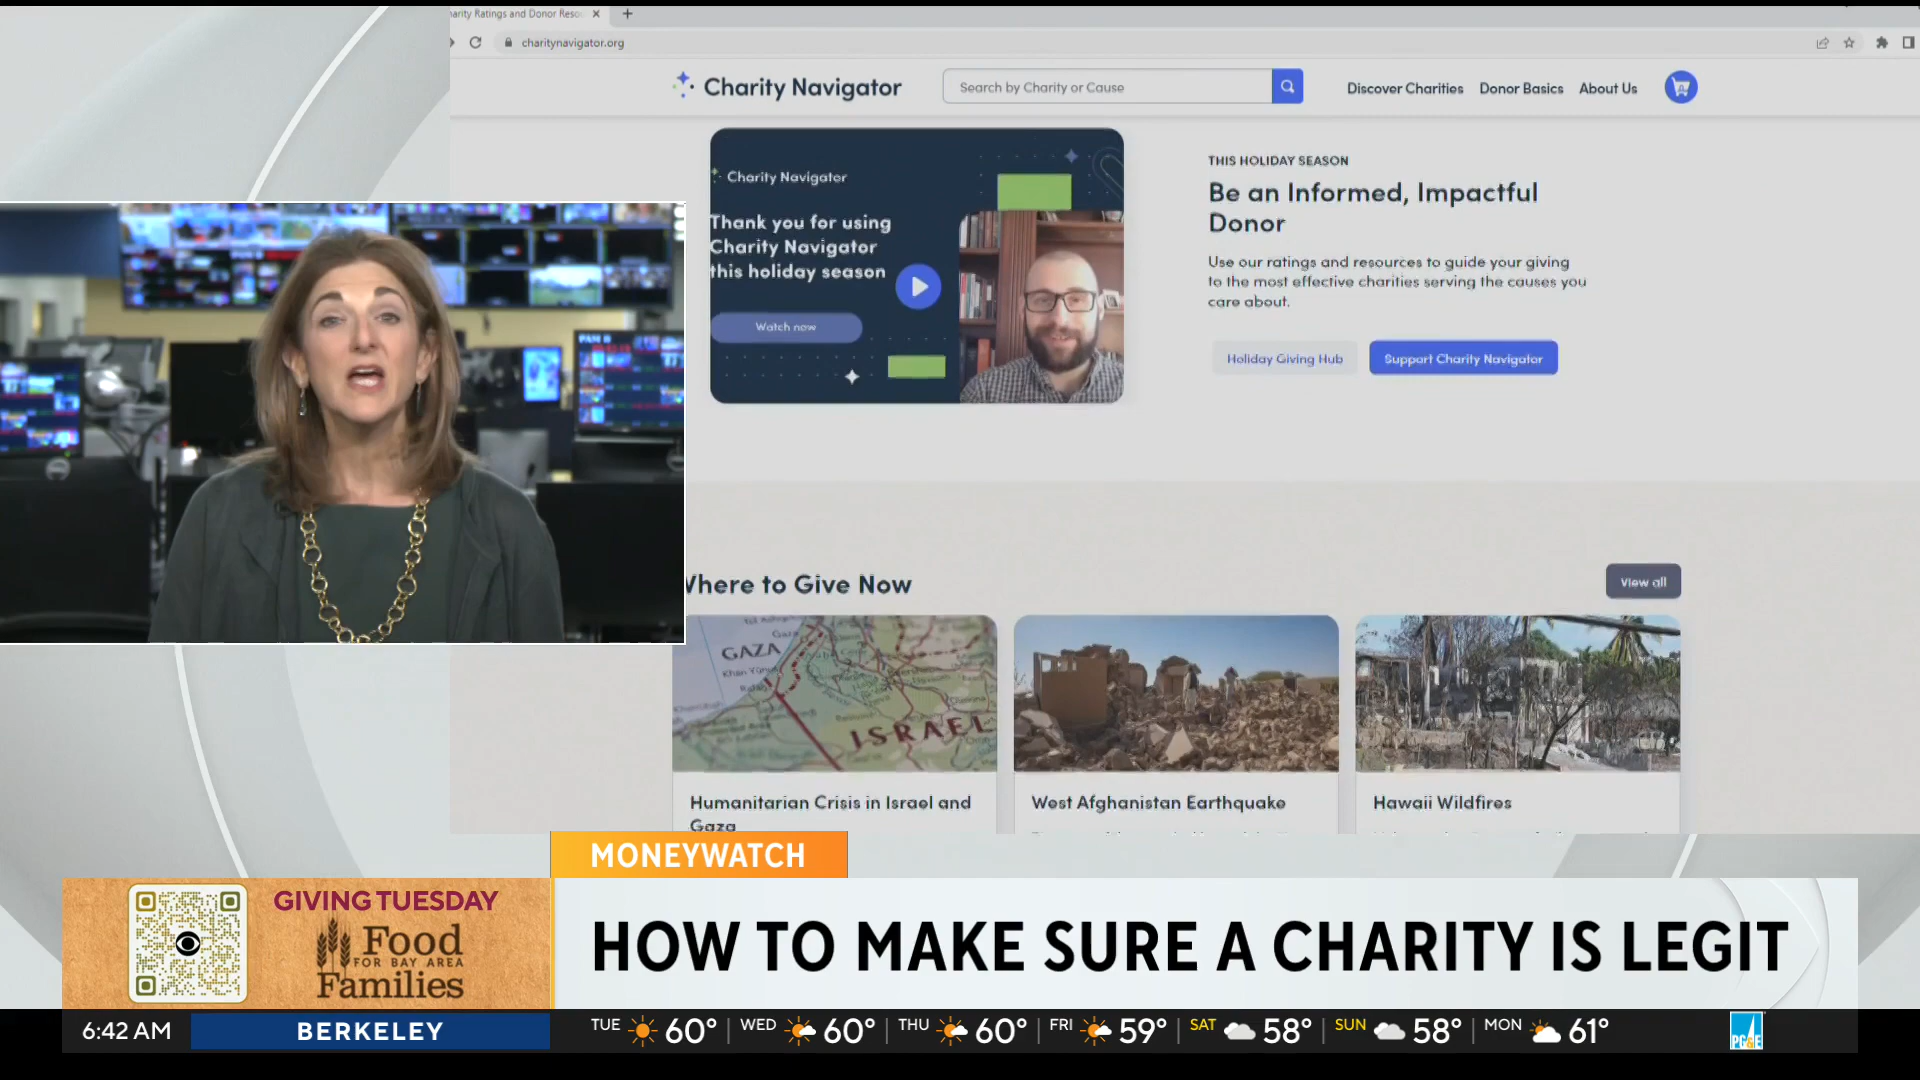 harity Ratings and Donor Reso
charitynavigator.org
Charity Navigator
Search by Charity or Cause
Discover Charities
Donor Basics
About Us
Charity Navigator
Thank you for using
Charity Navigator
this holiday season
Watch now
THIS HOLIDAY SEASON
Be an Informed, Impactful
Donor
Use our ratings and resources to guide your giving
to the most effective charities serving the causes you
care about.
Holiday Giving Hub
Support Charity Navigator
Where to Give Now
View all
GAZA
Gaza
ISRAEL
Humanitarian Crisis in Israel and
Gaza
West Afghanistan Earthquake
Hawaii Wildfires
MONEYWATCH
GIVING TUESDAY
Food
FOR BAY AREA
Families
HOW TO MAKE SURE A CHARITY IS LEGIT
6:42 AM
BERKELEY
TUE 60° WED 60° THU 60° FRI 59° SAT 58° SUN 58° MON 61°
PG&E